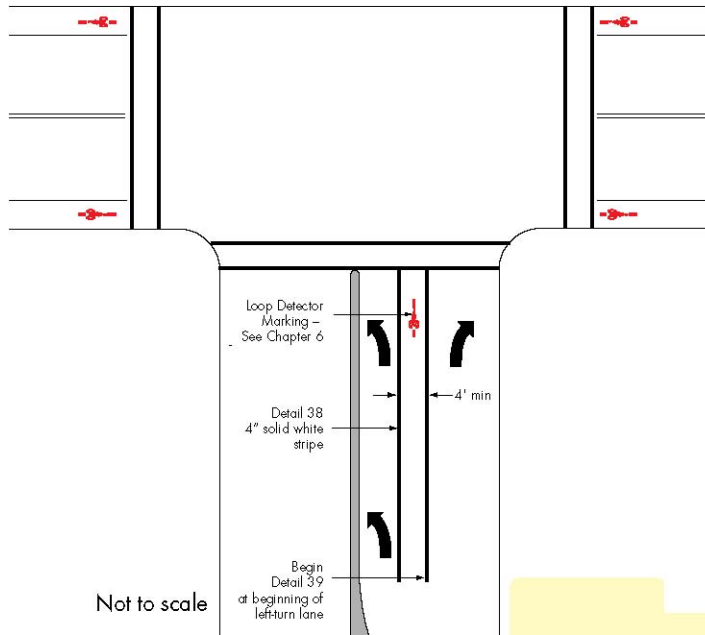 Loop Detector
Marking –
See Chapter 6
4' min
Detail 38
4" solid white
stripe
Begin
Detail 39
at beginning of
left-turn lane
Not to scale